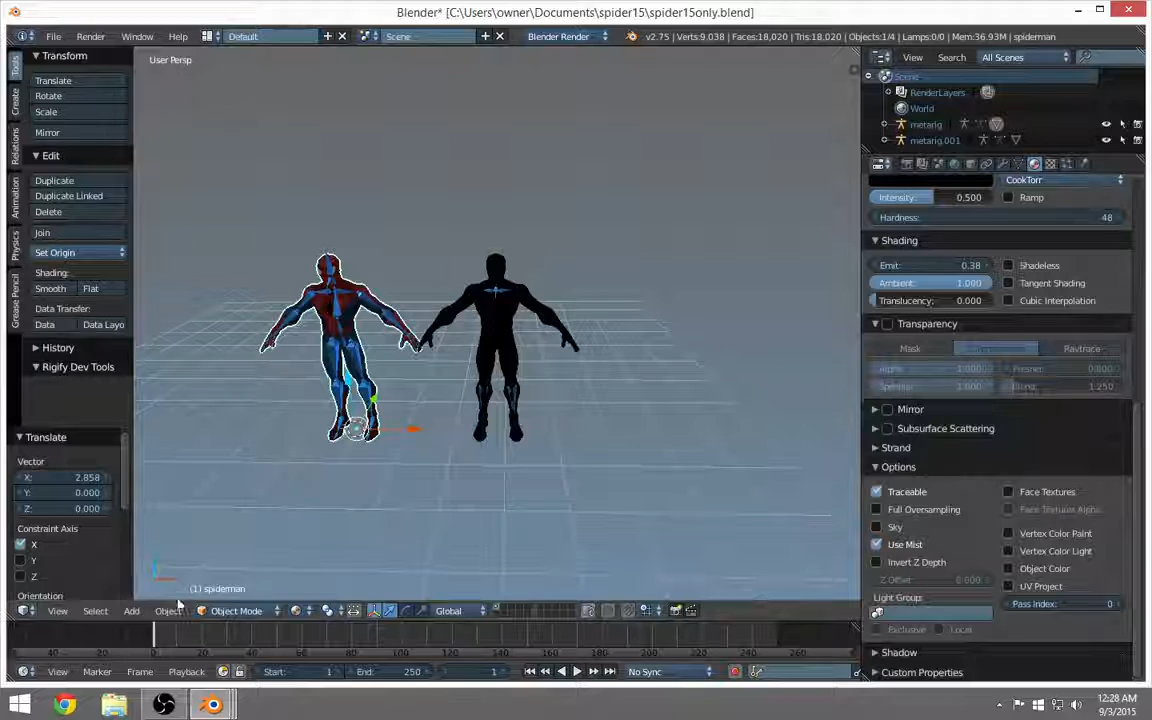 Blender* [C:\Users\owner\Documents\spider15\spider15only.blend]
File Render Window Help Default Scene Blender Render v2.75 | Verts:9,038 | Faces:18,020 | Tris:18,020 | Objects:1/4 | Lamps:0/0 | Mem:36.93M | spiderman
Tools
Create
Relations
Animation
Physics
Grease Pencil
Transform
Translate
Rotate
Scale
Mirror
Edit
Duplicate
Duplicate Linked
Delete
Join
Set Origin
Shading:
Smooth Flat
Data Transfer:
Data Data Layo
History
Rigify Dev Tools
Translate
Vector
X: 2.858
Y: 0.000
Z: 0.000
Constraint Axis
X
Y
Z
Orientation
User Persp
(1) spiderman
View Select Add Object Object Mode Global
View Search All Scenes
Scene
RenderLayers
World
metarig
metarig.001
CookTorr
Intensity: 0.500 Ramp
Hardness: 48
Shading
Emit: 0.38 Shadeless
Ambient: 1.000 Tangent Shading
Translucency: 0.000 Cubic Interpolation
Transparency
Mask Raytrace
Alpha: 1.000 Fresnel: 0.000
Specular: 1.000 Blend: 1.250
Mirror
Subsurface Scattering
Strand
Options
Traceable Face Textures
Full Oversampling Face Textures Alpha
Sky Vertex Color Paint
Use Mist Vertex Color Light
Invert Z Depth Object Color
Z Offset: 0.000 UV Project
Light Group: Pass Index: 0
Exclusive Local
Shadow
Custom Properties
-40 -20 0 20 40 60 80 100 120 140 160 180 200 220 240 260
View Marker Frame Playback Start: 1 End: 250 1 No Sync
12:28 AM
9/3/2015